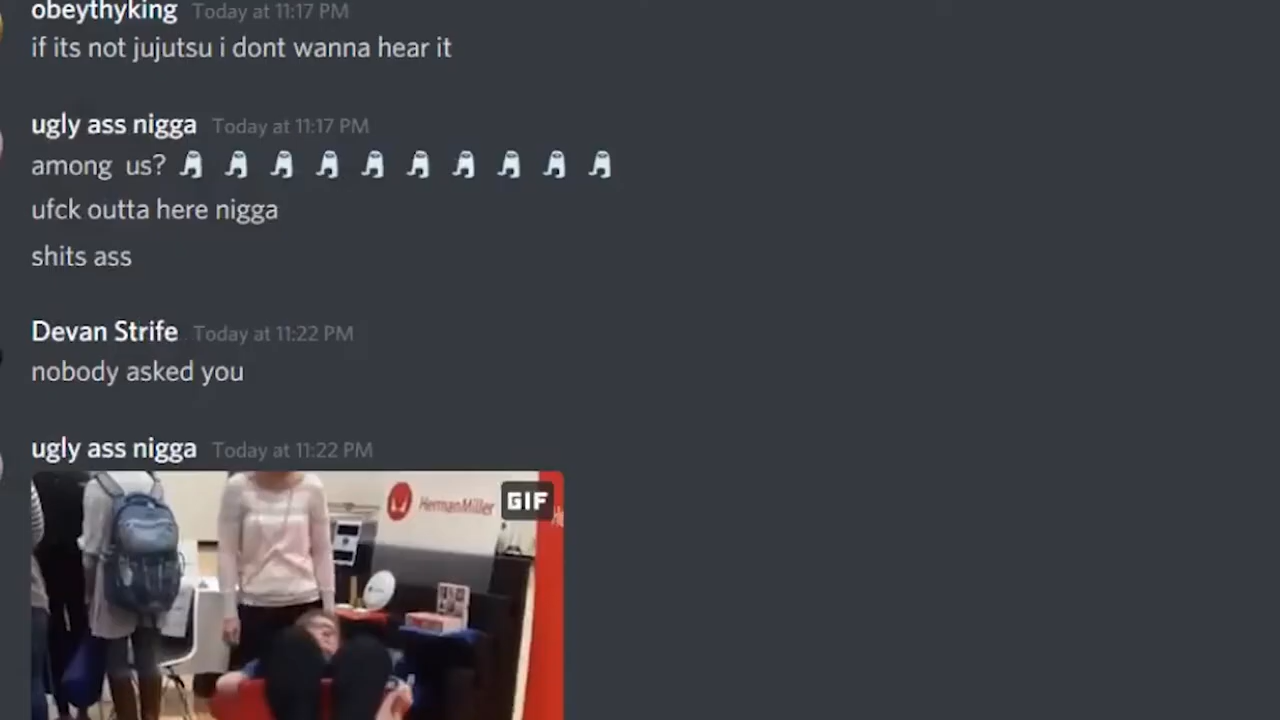 obeythyking Today at 11:17 PM
if its not jujutsu i dont wanna hear it
ugly ass nigga Today at 11:17 PM
among us?
ufck outta here nigga
shits ass
Devan Strife Today at 11:22 PM
nobody asked you
ugly ass nigga Today at 11:22 PM
HermanMiller
GIF